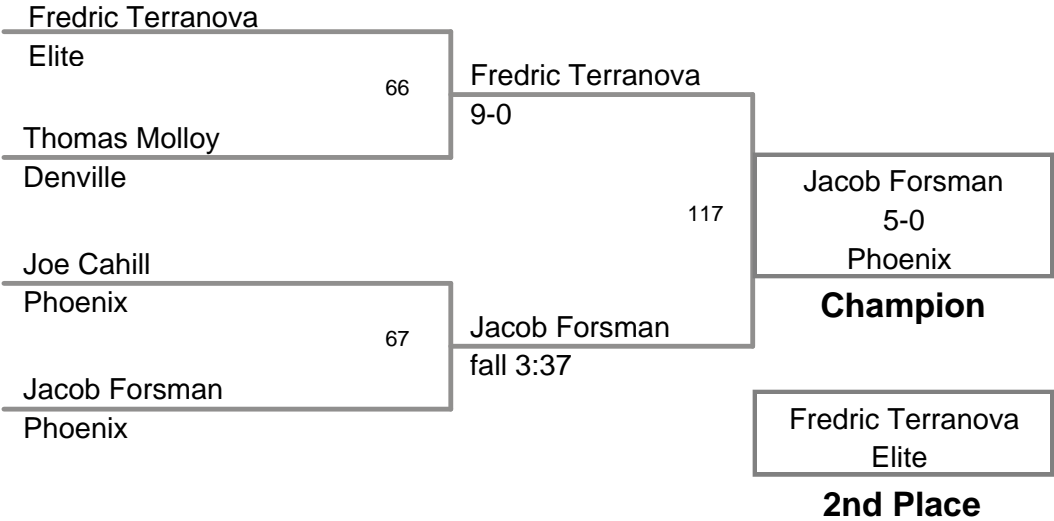 Fredric Terranova
Elite
66
Thomas Molloy
Denville
Fredric Terranova
9-0
Joe Cahill
Phoenix
67
Jacob Forsman
Phoenix
Jacob Forsman
fall 3:37
117
Jacob Forsman
5-0
Phoenix
Champion
Fredric Terranova
Elite
2nd Place